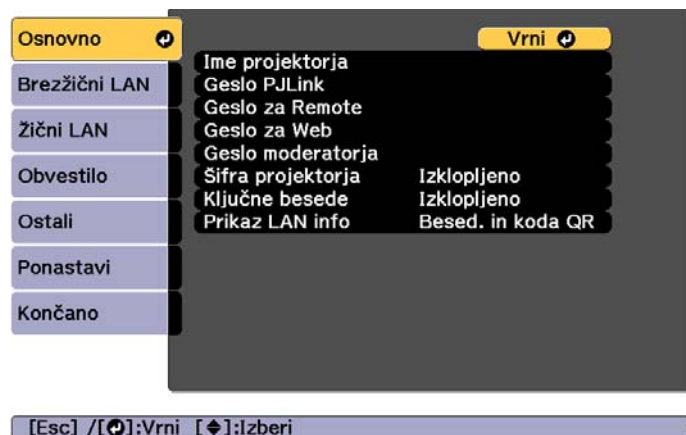 Osnovno
Brezžični LAN
Žični LAN
Obvestilo
Ostali
Ponastavi
Končano
Vrni
Ime projektorja
Geslo PJLink
Geslo za Remote
Geslo za Web
Geslo moderatorja
Šifra projektorja Izklopljeno
Ključne besede Izklopljeno
Prikaz LAN info Besed. in koda QR
[Esc] /[↵]:Vrni [◆]:Izberi